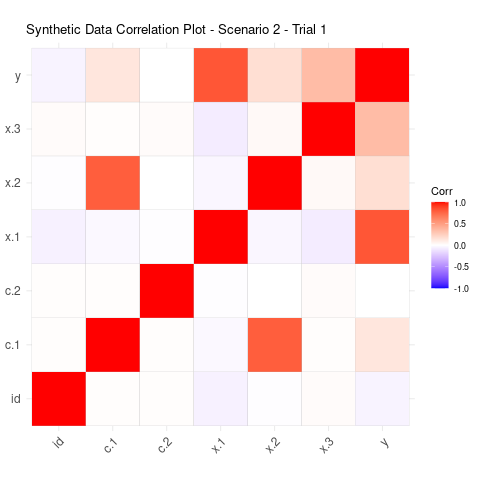 Synthetic Data Correlation Plot - Scenario 2 - Trial 1
y
x.3
x.2
x.1
c.2
c.1
id
id
c.1
c.2
x.1
x.2
x.3
y
Corr
1.0
0.5
0.0
-0.5
-1.0